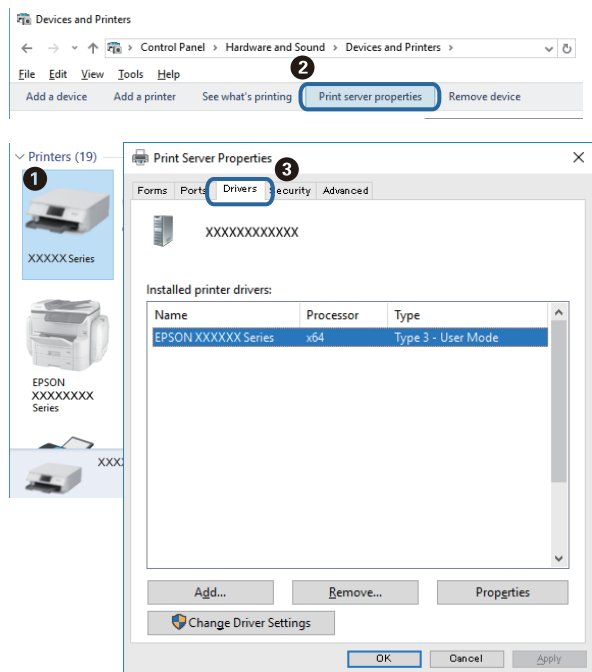 Devices and Printers
Control Panel > Hardware and Sound > Devices and Printers >
File Edit View Tools Help
2
Add a device Add a printer See what's printing Print server properties Remove device
Printers (19)
1
XXXXX Series
EPSON
XXXXXXXX
Series
XXX
Print Server Properties
3
Forms Ports Drivers ecurity Advanced
XXXXXXXXXXXX
Installed printer drivers:
Name Processor Type
EPSON XXXXXX Series x64 Type 3 - User Mode
Add... Remove... Properties
Change Driver Settings
OK Cancel Apply